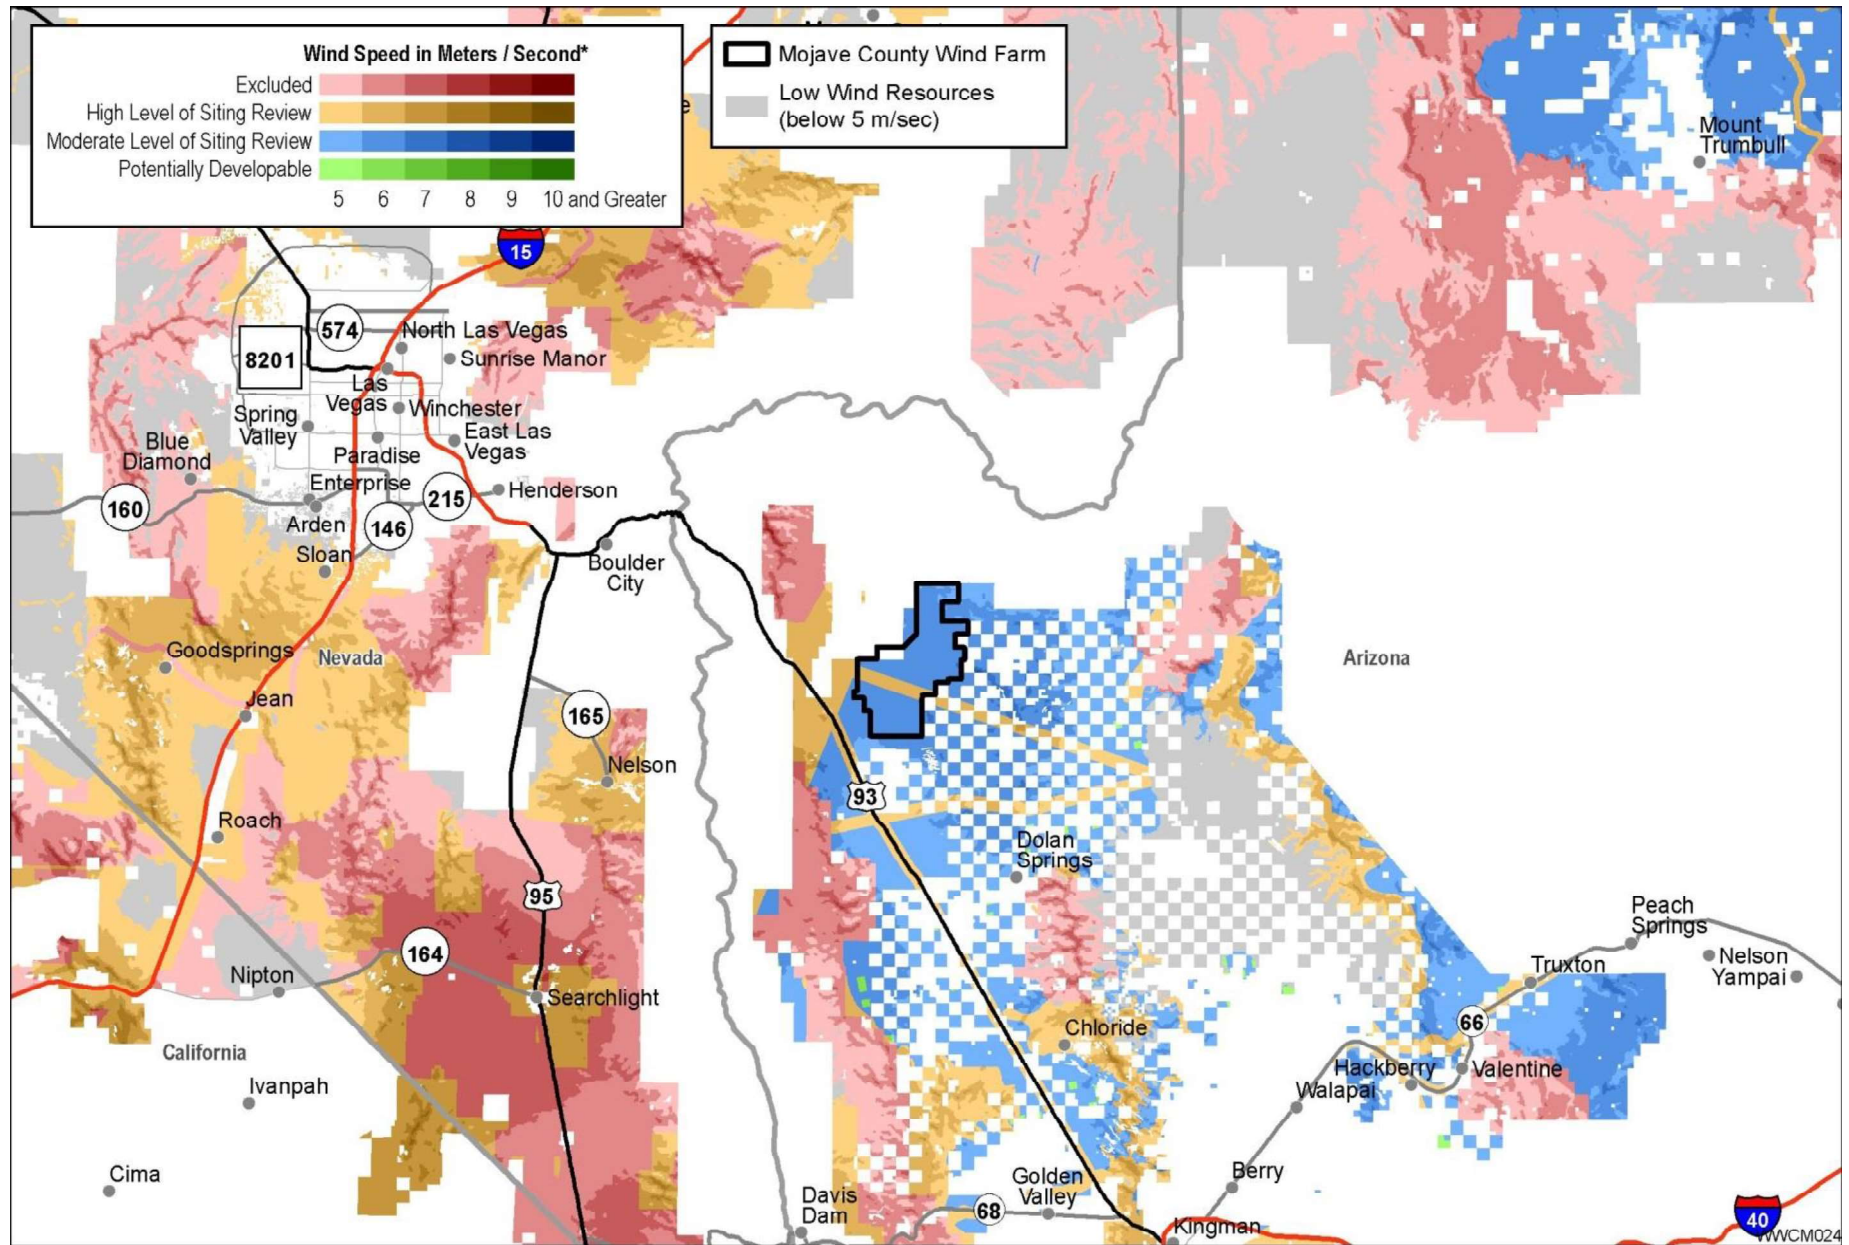 Wind Speed in Meters / Second*
Excluded
High Level of Siting Review
Moderate Level of Siting Review
Potentially Developable
5 6 7 8 9 10 and Greater
Mojave County Wind Farm
Low Wind Resources
(below 5 m/sec)
Mount
Trumbull
15
574
North Las Vegas
8201
Sunrise Manor
Las
Vegas
Winchester
Spring
Valley
East Las
Vegas
Blue
Diamond
Paradise
Enterprise
215
Henderson
160
Arden
146
Sloan
Boulder
City
Goodsprings
Nevada
Arizona
Jean
165
Nelson
93
Roach
Dolan
Springs
95
Peach
Springs
164
Nelson
Yampai
Truxton
Nipton
Searchlight
66
Chloride
California
Hackberry
Valentine
Ivanpah
Walapai
Cima
Berry
Golden
Valley
Davis
Dam
68
Kingman
40
WWCM024